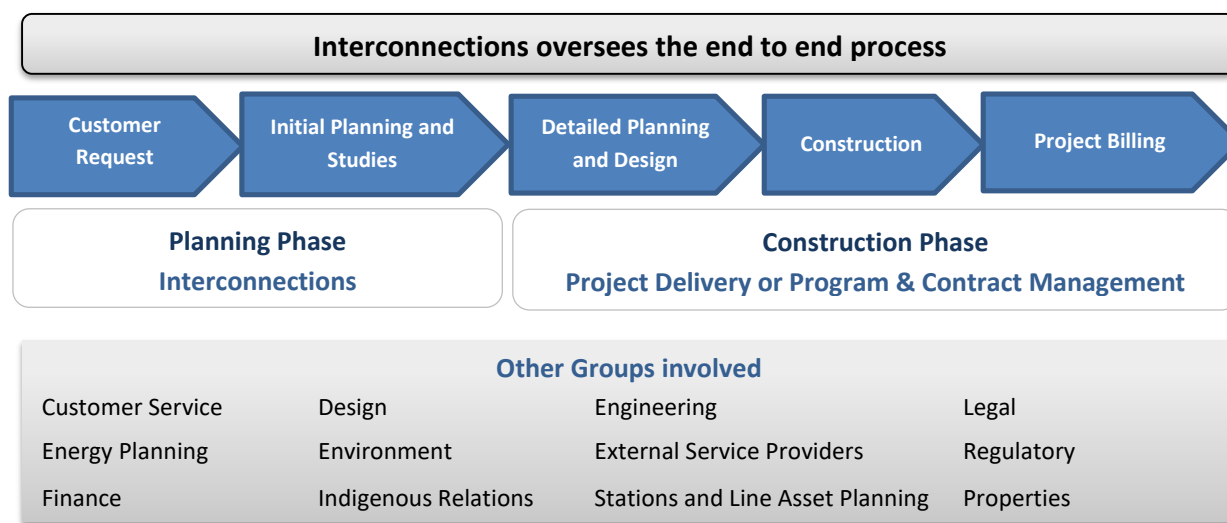 Interconnections oversees the end to end process
Customer
Request
Initial Planning and
Studies
Detailed Planning
and Design
Construction
Project Billing
Planning Phase
Interconnections
Construction Phase
Project Delivery or Program & Contract Management
Other Groups involved
Customer Service
Design
Engineering
Legal
Energy Planning
Environment
External Service Providers
Regulatory
Finance
Indigenous Relations
Stations and Line Asset Planning
Properties